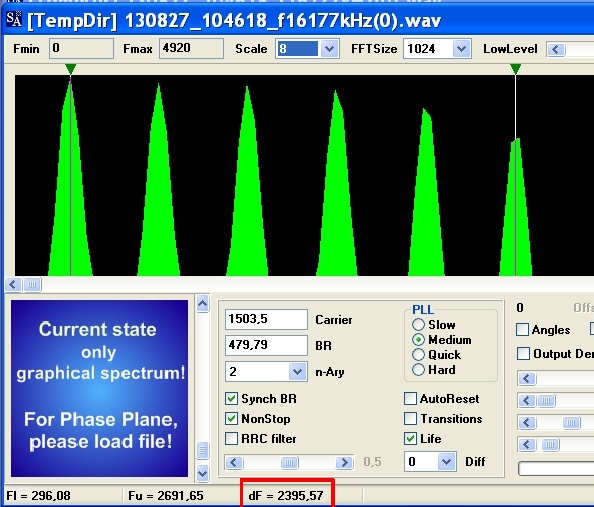 SA [TempDir] 130827_104618_f16177kHz(0).wav
Fmin 0 Fmax 4920 Scale 8 FFTSize 1024 LowLevel
Current state
only
graphical spectrum!
For Phase Plane,
please load file!
1503,5 Carrier
479,79 BR
2 n-Ary
Synch BR
NonStop
RRC filter
0,5
PLL
Slow
Medium
Quick
Hard
AutoReset
Transitions
Life
0 Diff
0 Offs
Angles
Output Der
Fl = 296,08 Fu = 2691,65 dF = 2395,57